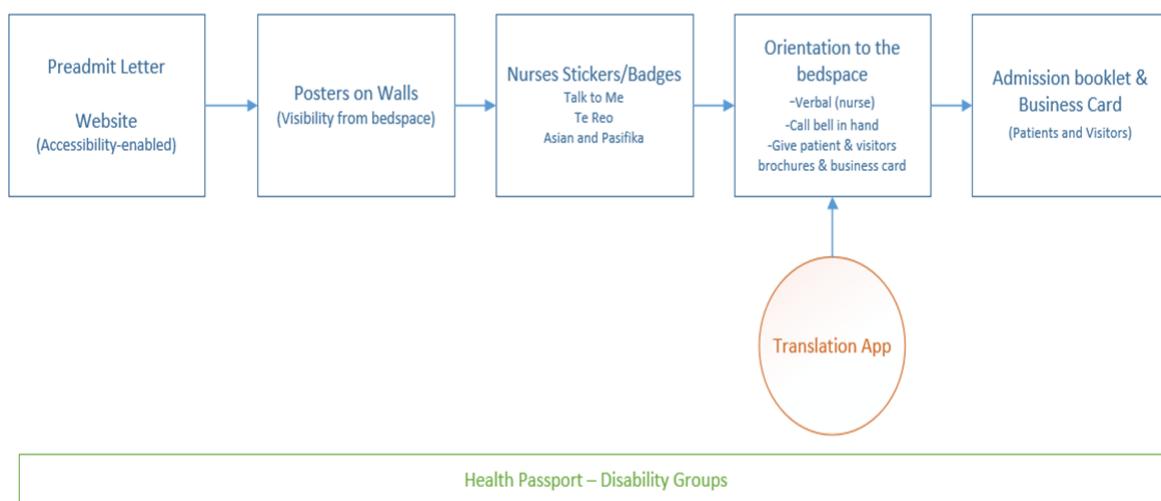 Preadmit Letter
Website
(Accessibility-enabled)
Posters on Walls
(Visibility from bedspace)
Nurses Stickers/Badges
Talk to Me
Te Reo
Asian and Pasifika
Orientation to the
bedspace
-Verbal (nurse)
-Call bell in hand
-Give patient & visitors
brochures & business card
Admission booklet &
Business Card
(Patients and Visitors)
Translation App
Health Passport – Disability Groups